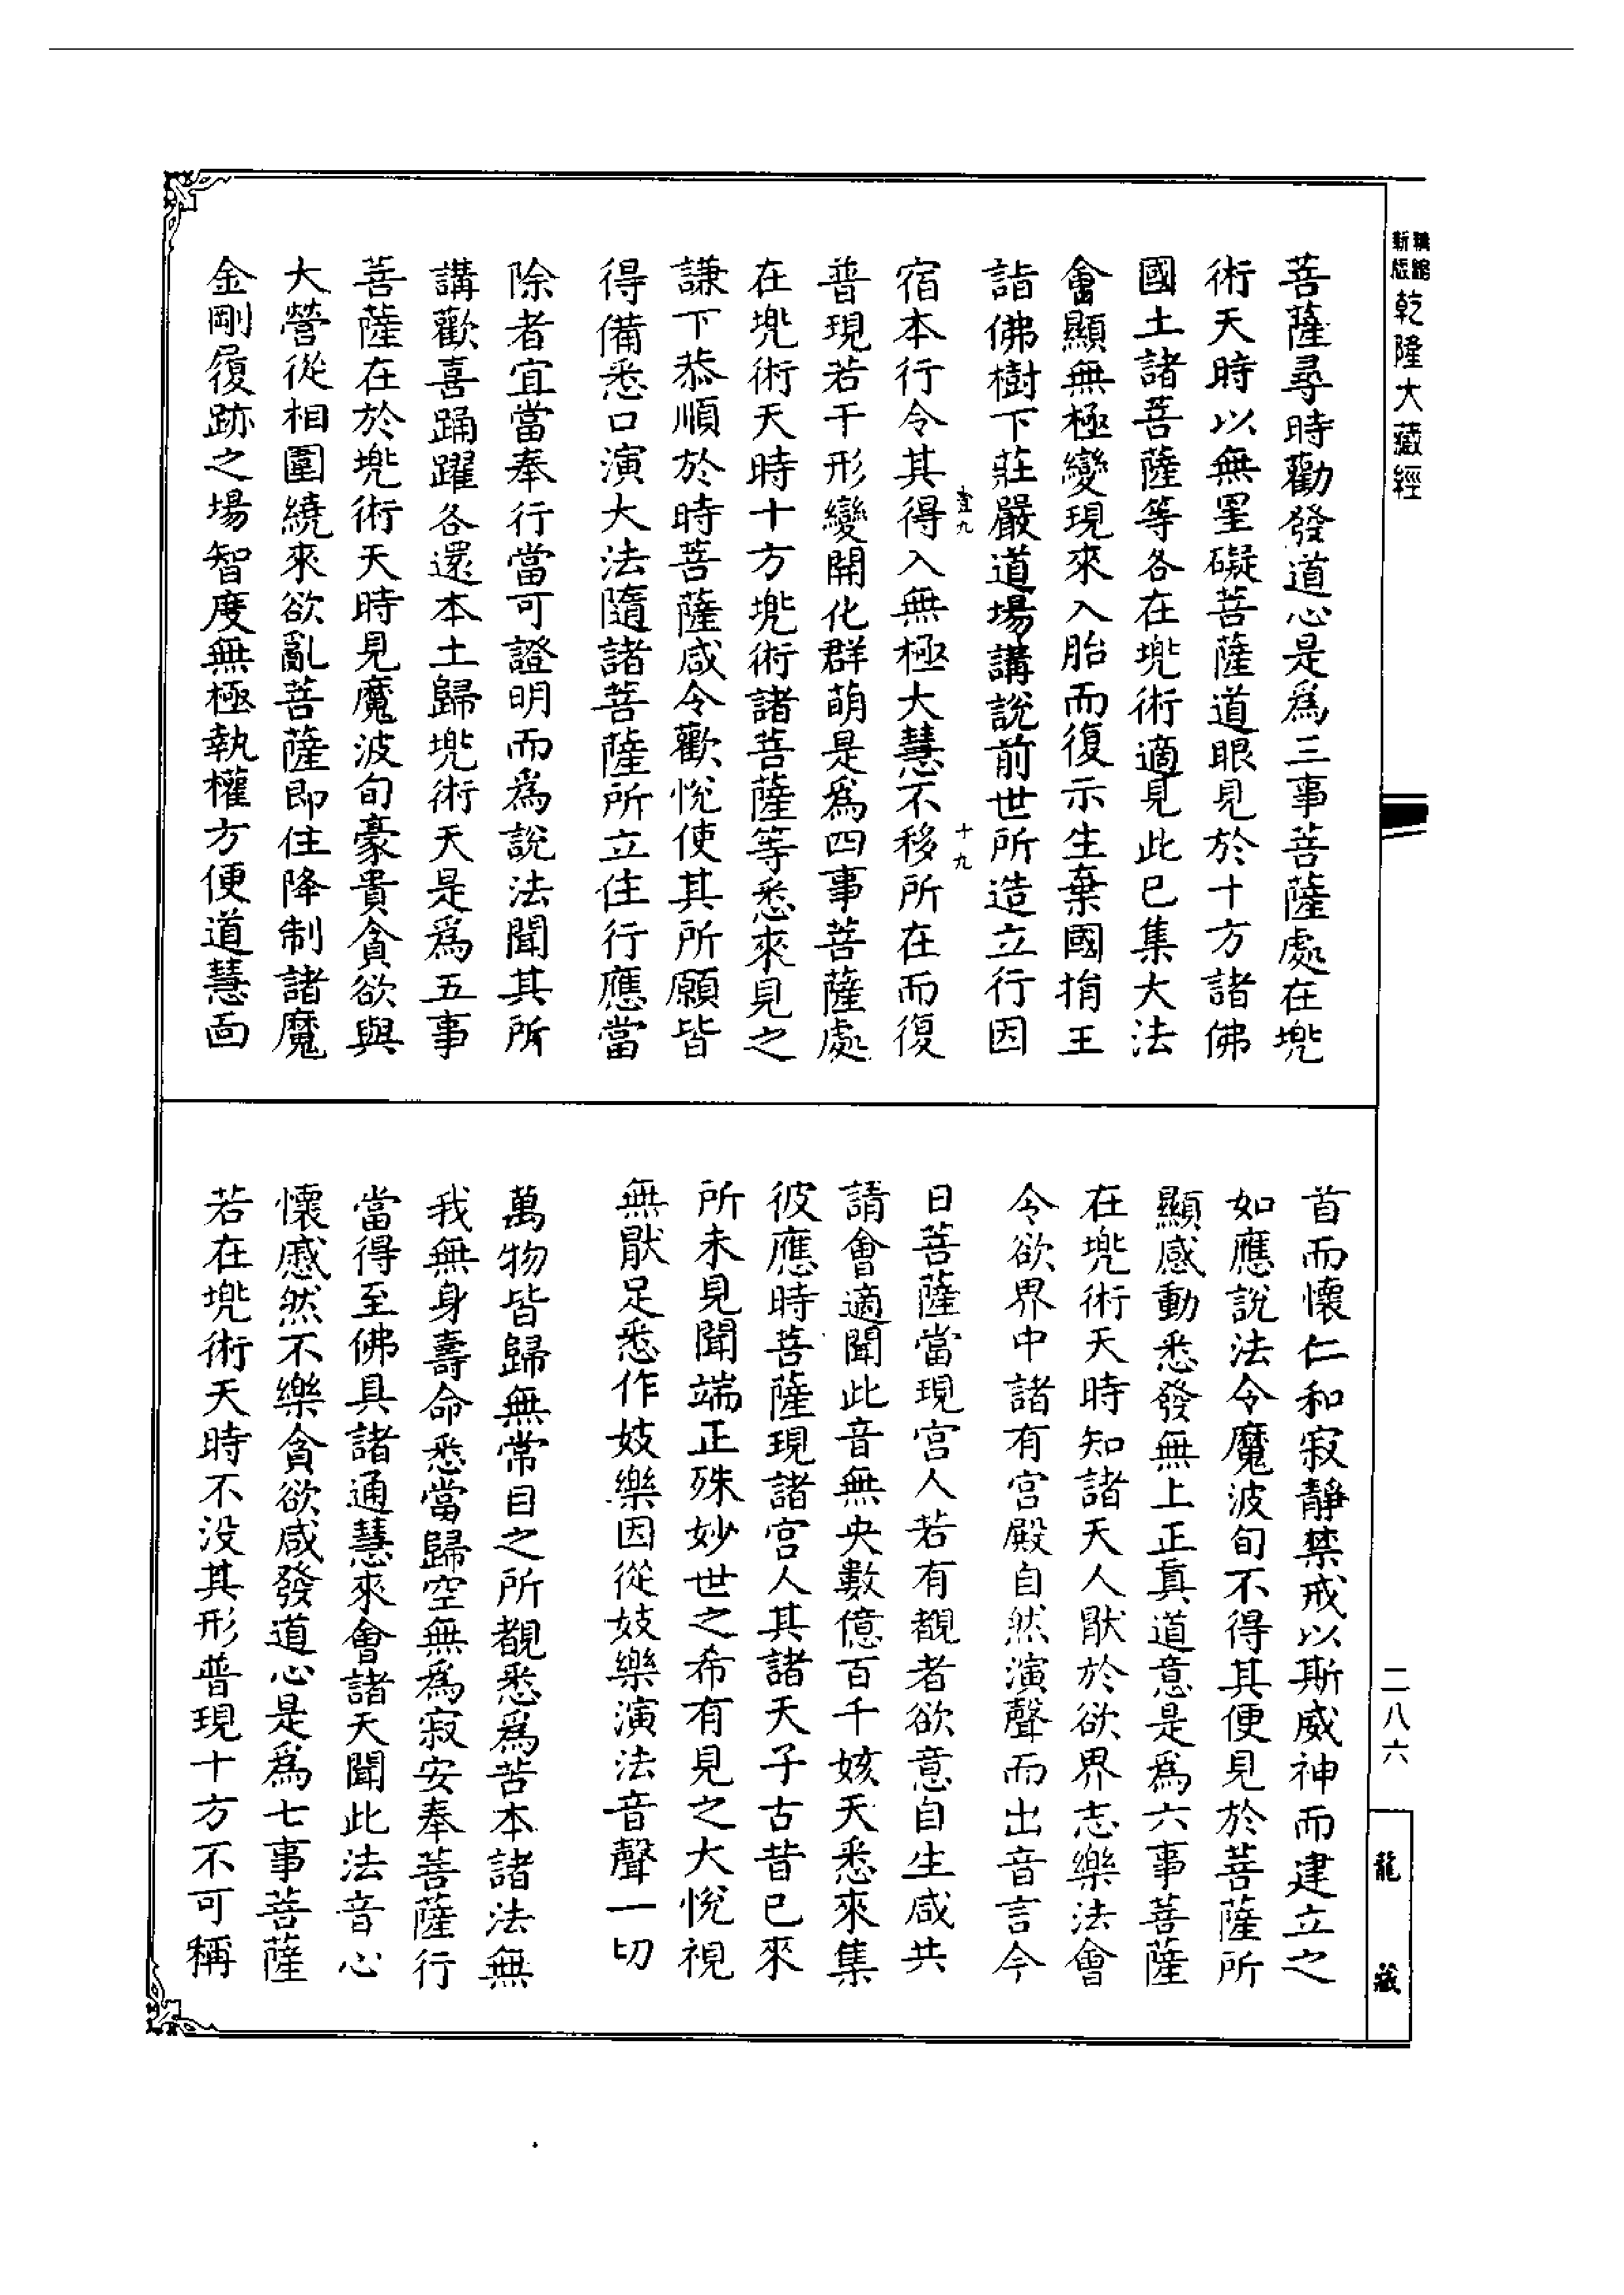 新版
乾隆大藏經
菩薩尋時勸發道心是爲三事菩薩處在兜
術天時以無罣礙菩薩道眼見於十方諸佛
國土諸菩薩等各在兜術適見此已集大法
會顯無極變現來入胎而復示生棄國捐王
詣佛樹下莊嚴道場講説前世所造立行因
壹九
十九
宿本行令其得入無極大慧不移所在而復
普現若干形變開化群萌是爲四事菩薩處
在兜術天時十方兜術諸菩薩等悉來見之
謙下恭順於時菩薩咸令歡悅使其所願皆
得備悉口演大法隨諸菩薩所立住行應當
除者宜當奉行當可證明而爲説法聞其所
講歡喜踊躍各還本土歸兜術天是爲五事
菩薩在於兜術天時見魔波旬豪貴貪欲與
大營從相圍繞來欲亂菩薩即住降制諸魔
金剛履跡之場智度無極執權方便道慧面
首而懷仁和寂靜禁戒以斯威神而建立之
如應説法令魔波旬不得其便見於菩薩所
顯感動悉發無上正真道意是爲六事菩薩
在兜術天時知諸天人猒於欲界志樂法會
令欲界中諸有宮殿自然演聲而出音言今
日菩薩當現宮人若有覩者欲意自生咸共
請會適聞此音無央數億百千姟天悉來集
彼應時菩薩現諸宮人其諸天子古昔已來
所未見聞端正殊妙世之希有見之大悅視
無猒足悉作妓樂因從妓樂演法音聲一切
萬物皆歸無常目之所覩悉爲苦本諸法無
我無身壽命悉當歸空無爲寂安奉菩薩行
當得至佛具諸通慧來會諸天聞此法音心
懷慼然不樂貪欲咸發道心是爲七事菩薩
若在兜術天時不没其形普現十方不可稱
二八六
龍藏